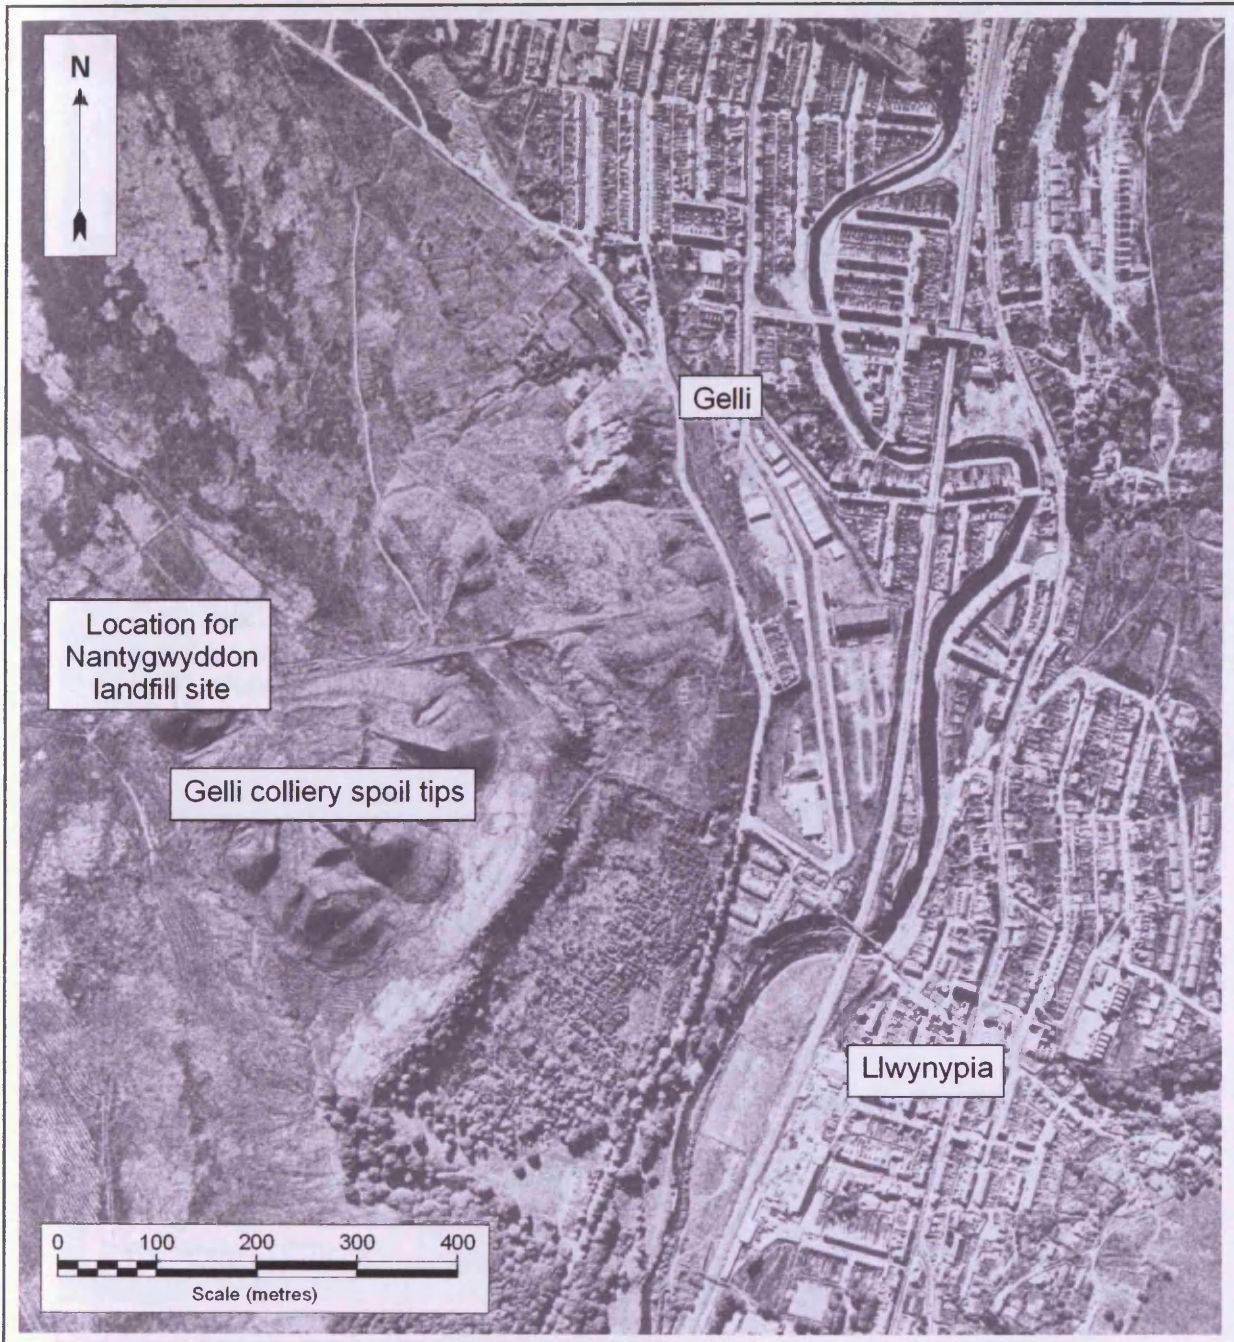 N
Gelli
Location for
Nantygwyddon
landfill site
Gelli colliery spoil tips
Llwynypia
0 100 200 300 400
Scale (metres)